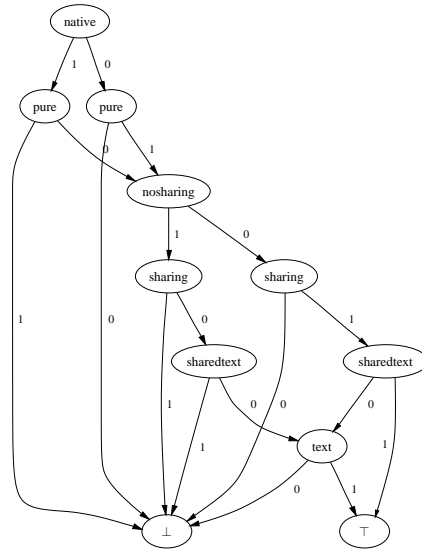 native
1 0
pure pure
0 1
nosharing
1 0
sharing sharing
1 0 0 1
sharedtext sharedtext
1 0 0 0 1
1
text
0 1
⊥ ⊤